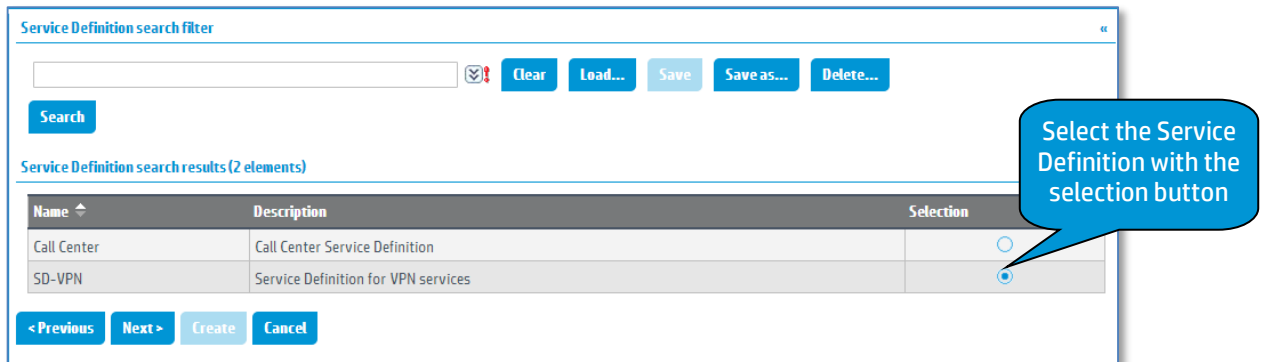 Service Definition search filter «
! Clear Load... Save Save as... Delete...
Search
Select the Service
Definition with the
selection button
Service Definition search results (2 elements)
Name Description Selection
Call Center Call Center Service Definition
SD-VPN Service Definition for VPN services
< Previous Next > Create Cancel